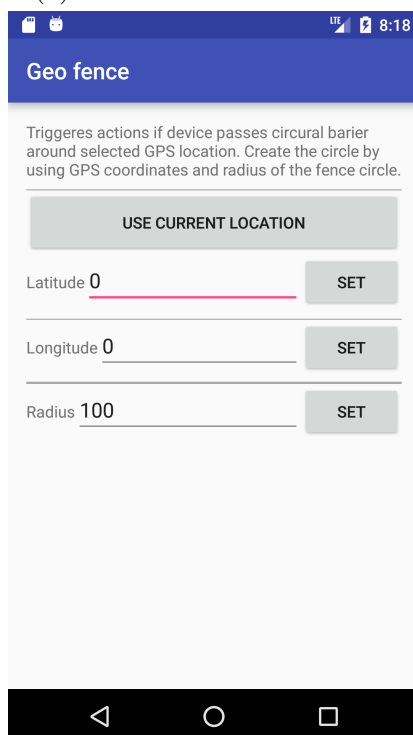 LTE 8:18
Geo fence
Triggeres actions if device passes circural barier
around selected GPS location. Create the circle by
using GPS coordinates and radius of the fence circle.
USE CURRENT LOCATION
Latitude 0 SET
Longitude 0 SET
Radius 100 SET